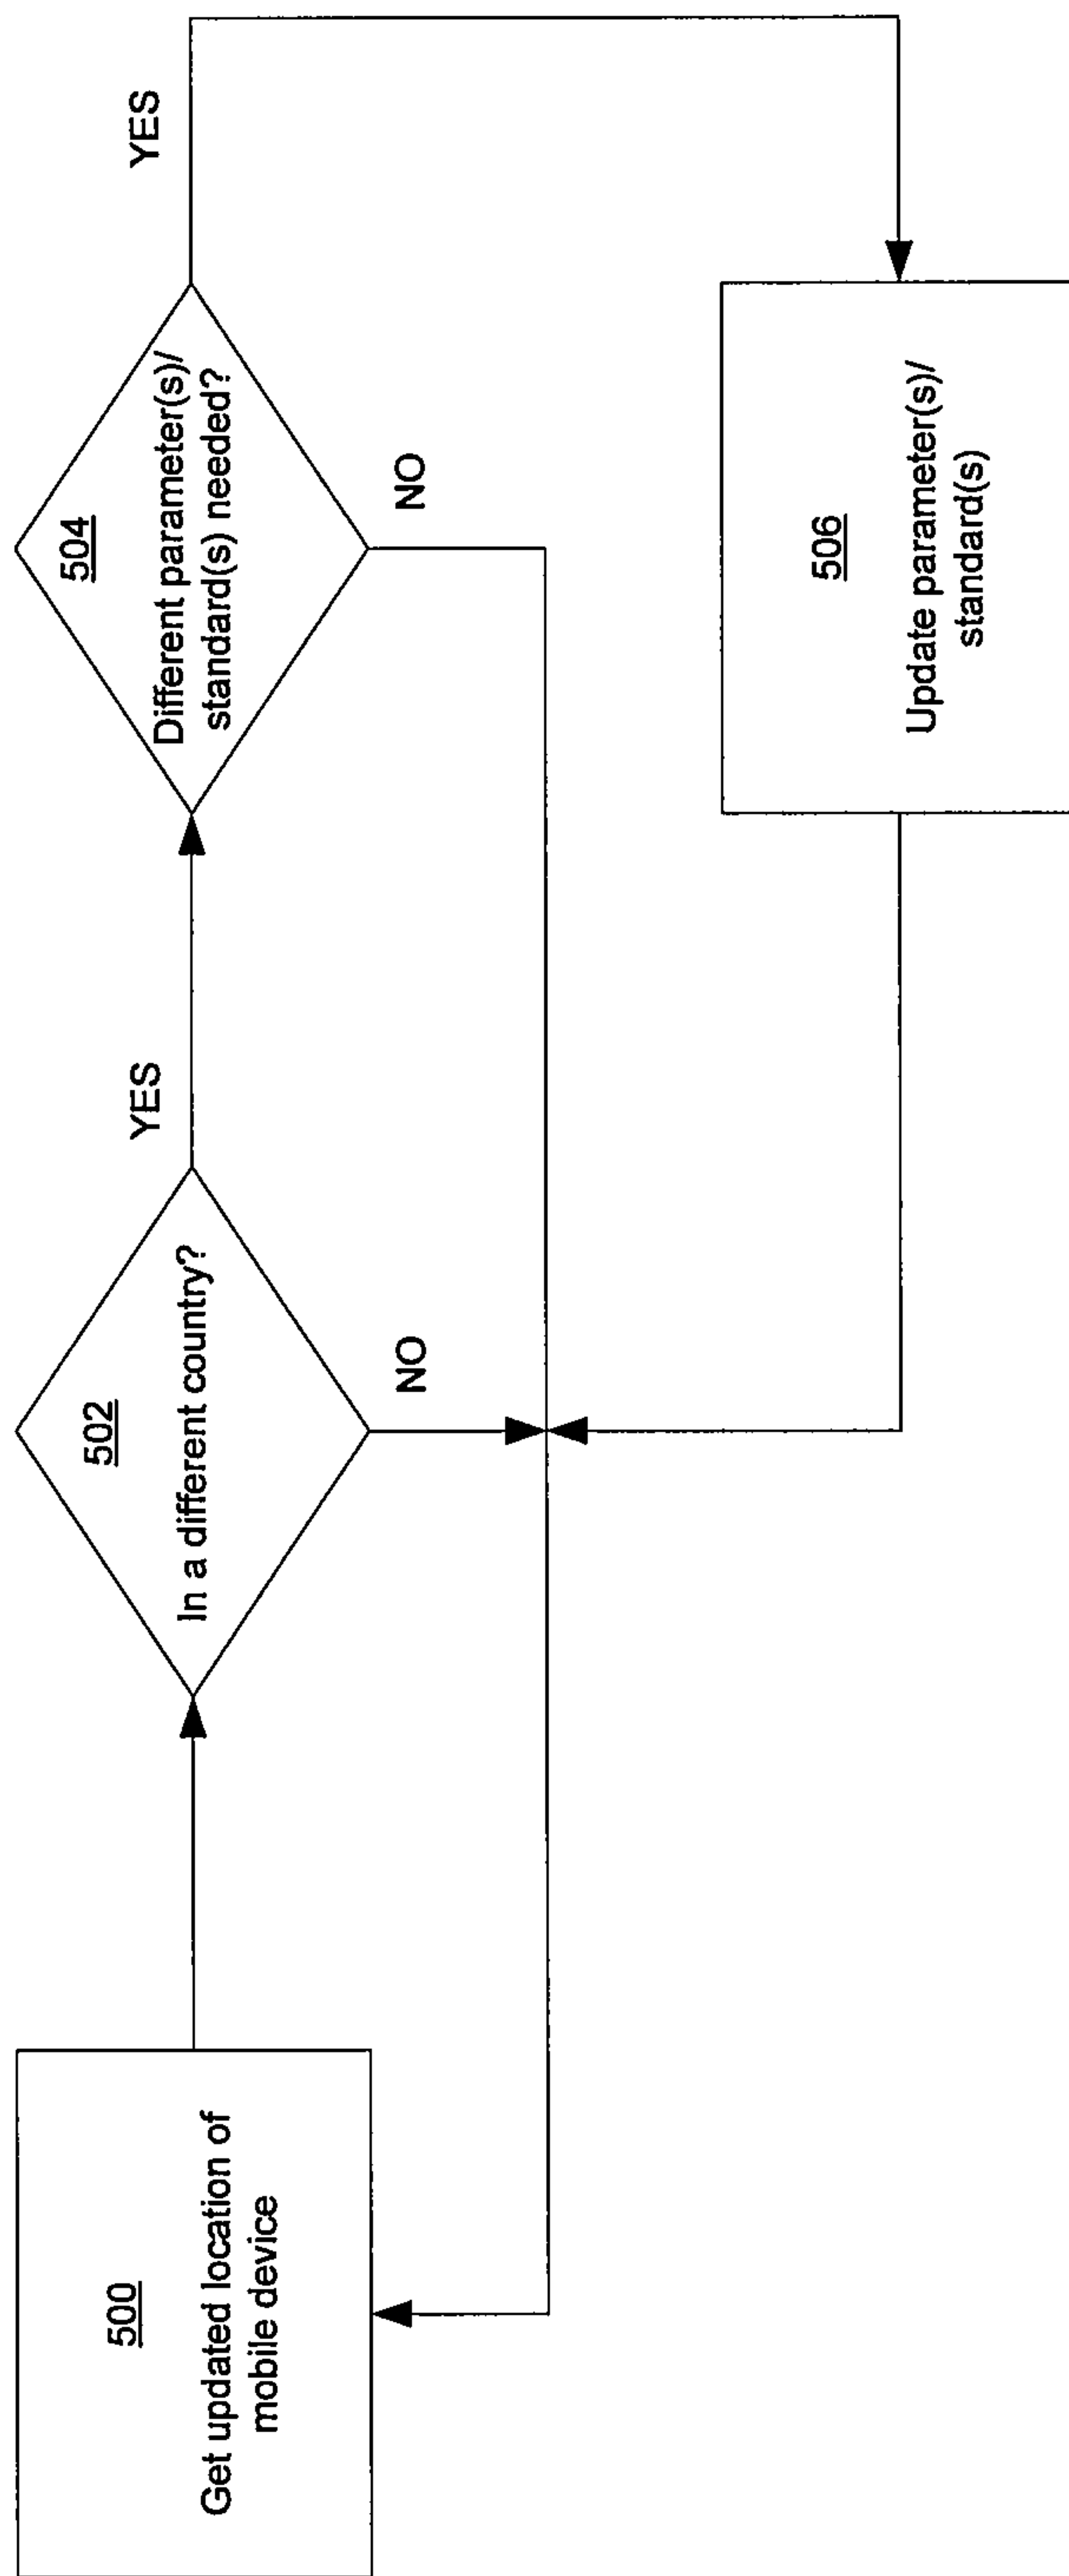 500
Get updated location of
mobile device
502
In a different country?
YES
NO
504
Different parameter(s)/
standard(s) needed?
YES
NO
506
Update parameter(s)/
standard(s)